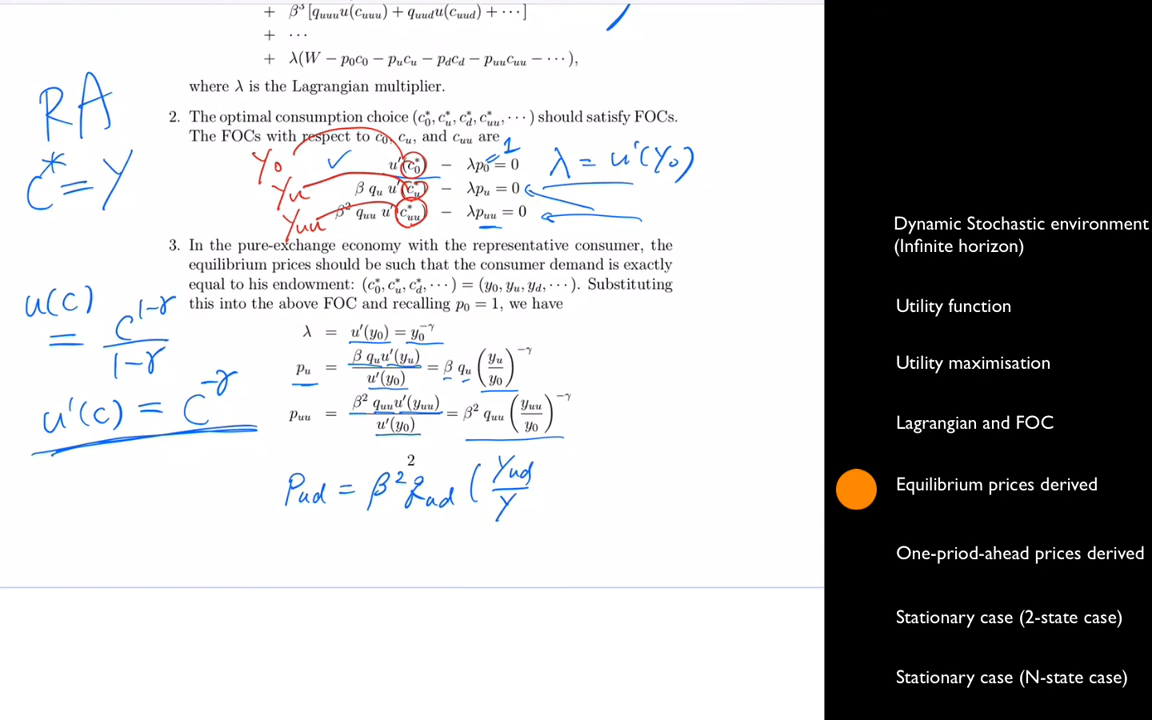 + β³ [q_uuu u(c_uuu) + q_uud u(c_uud) + ···]
+ ···
+ λ(W − p₀c₀ − p_u c_u − p_d c_d − p_uu c_uu − ···),
where λ is the Lagrangian multiplier.
RA
C* = Y
2. The optimal consumption choice (c₀*, c_u*, c_d*, c_uu*, ···) should satisfy FOCs.
The FOCs with respect to c₀, c_u, and c_uu are
Y₀ ✓ u′(c₀*) − λp₀ = 0
1
λ = u′(Y₀)
Yu β q_u u′(c_u*) − λp_u = 0
Yuu β² q_uu u′(c_uu*) − λp_uu = 0
3. In the pure-exchange economy with the representative consumer, the
equilibrium prices should be such that the consumer demand is exactly
equal to his endowment: (c₀*, c_u*, c_d*, ···) = (y₀, y_u, y_d, ···). Substituting
this into the above FOC and recalling p₀ = 1, we have
λ = u′(y₀) = y₀^−γ
p_u = β q_u u′(y_u) / u′(y₀) = β q_u (y_u / y₀)^−γ
p_uu = β² q_uu u′(y_uu) / u′(y₀) = β² q_uu (y_uu / y₀)^−γ
u(c)
= C^1−γ / 1−γ
u′(c) = C^−γ
2
Pud = β² qud ( Yud / Y
Dynamic Stochastic environment
(Infinite horizon)
Utility function
Utility maximisation
Lagrangian and FOC
Equilibrium prices derived
One-priod-ahead prices derived
Stationary case (2-state case)
Stationary case (N-state case)